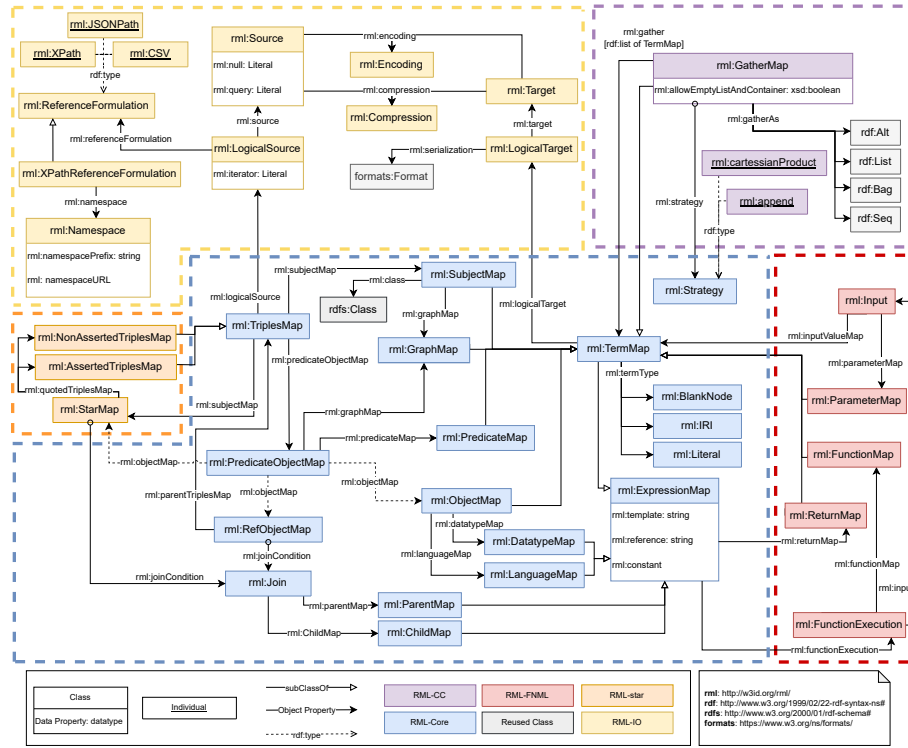 rml:JSONPath
rml:XPath
rml:CSV
rdf:type
rml:ReferenceFormulation
rml:referenceFormulation
rml:XPathReferenceFormulation
rml:namespace
rml:Namespace
rml:namespacePrefix: string
rml: namespaceURL
rml:Source
rml:null: Literal
rml:query: Literal
rml:source
rml:LogicalSource
rml:iterator: Literal
rml:encoding
rml:Encoding
rml:compression
rml:Compression
rml:Target
rml:target
rml:serialization
rml:LogicalTarget
formats:Format
rml:gather
[rdf:list of TermMap]
rml:GatherMap
rml:allowEmptyListAndContainer: xsd:boolean
rml:gatherAs
rdf:Alt
rdf:List
rdf:Bag
rdf:Seq
rml:cartessianProduct
rml:append
rml:strategy
rdf:type
rml:Strategy
rml:logicalSource
rml:subjectMap
rml:SubjectMap
rml:class
rdfs:Class
rml:graphMap
rml:logicalTarget
rml:TriplesMap
rml:predicateObjectMap
rml:GraphMap
rml:TermMap
rml:termType
rml:BlankNode
rml:IRI
rml:Literal
rml:NonAssertedTriplesMap
rml:AssertedTriplesMap
rml:quotedTriplesMap
rml:StarMap
rml:subjectMap
rml:graphMap
rml:predicateMap
rml:PredicateMap
rml:objectMap
rml:PredicateObjectMap
rml:objectMap
rml:parentTriplesMap
rml:objectMap
rml:ObjectMap
rml:datatypeMap
rml:languageMap
rml:DatatypeMap
rml:LanguageMap
rml:ExpressionMap
rml:template: string
rml:reference: string
rml:constant
rml:RefObjectMap
rml:joinCondition
rml:joinCondition
rml:Join
rml:parentMap
rml:ParentMap
rml:ChildMap
rml:ChildMap
rml:Input
rml:inputValueMap
rml:parameterMap
rml:ParameterMap
rml:FunctionMap
rml:ReturnMap
rml:returnMap
rml:functionMap
rml:input
rml:FunctionExecution
rml:functionExecution
Class
Data Property: datatype
Individual
subClassOf
Object Property
rdf:type
RML-CC
RML-FNML
RML-star
RML-Core
Reused Class
RML-IO
rml: http://w3id.org/rml/
rdf: http://www.w3.org/1999/02/22-rdf-syntax-ns#
rdfs: http://www.w3.org/2000/01/rdf-schema#
formats: https://www.w3.org/ns/formats/